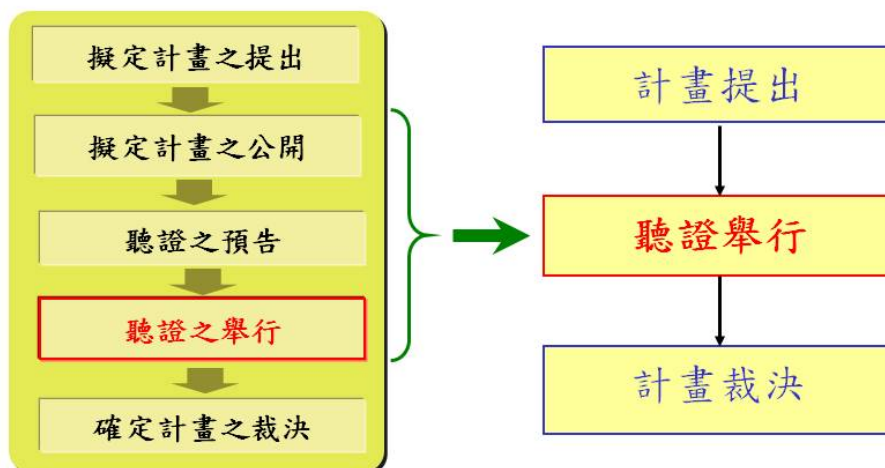 擬定計畫之提出
擬定計畫之公開
聽證之預告
聽證之舉行
確定計畫之裁決
計畫提出
聽證舉行
計畫裁決